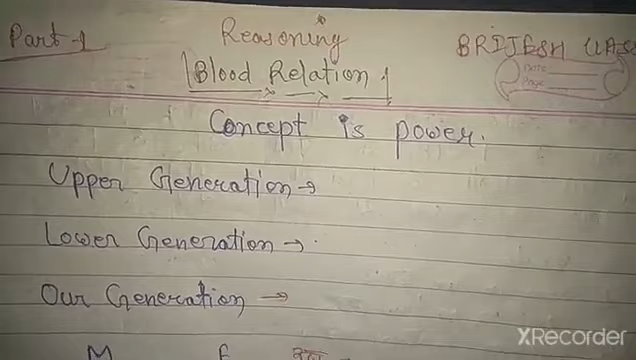 Part-1
Reasoning
BRIJESH
Blood Relation
Date
Page
Concept is power.
Upper Generation →
Lower Generation →
Our Generation →
M F
XRecorder